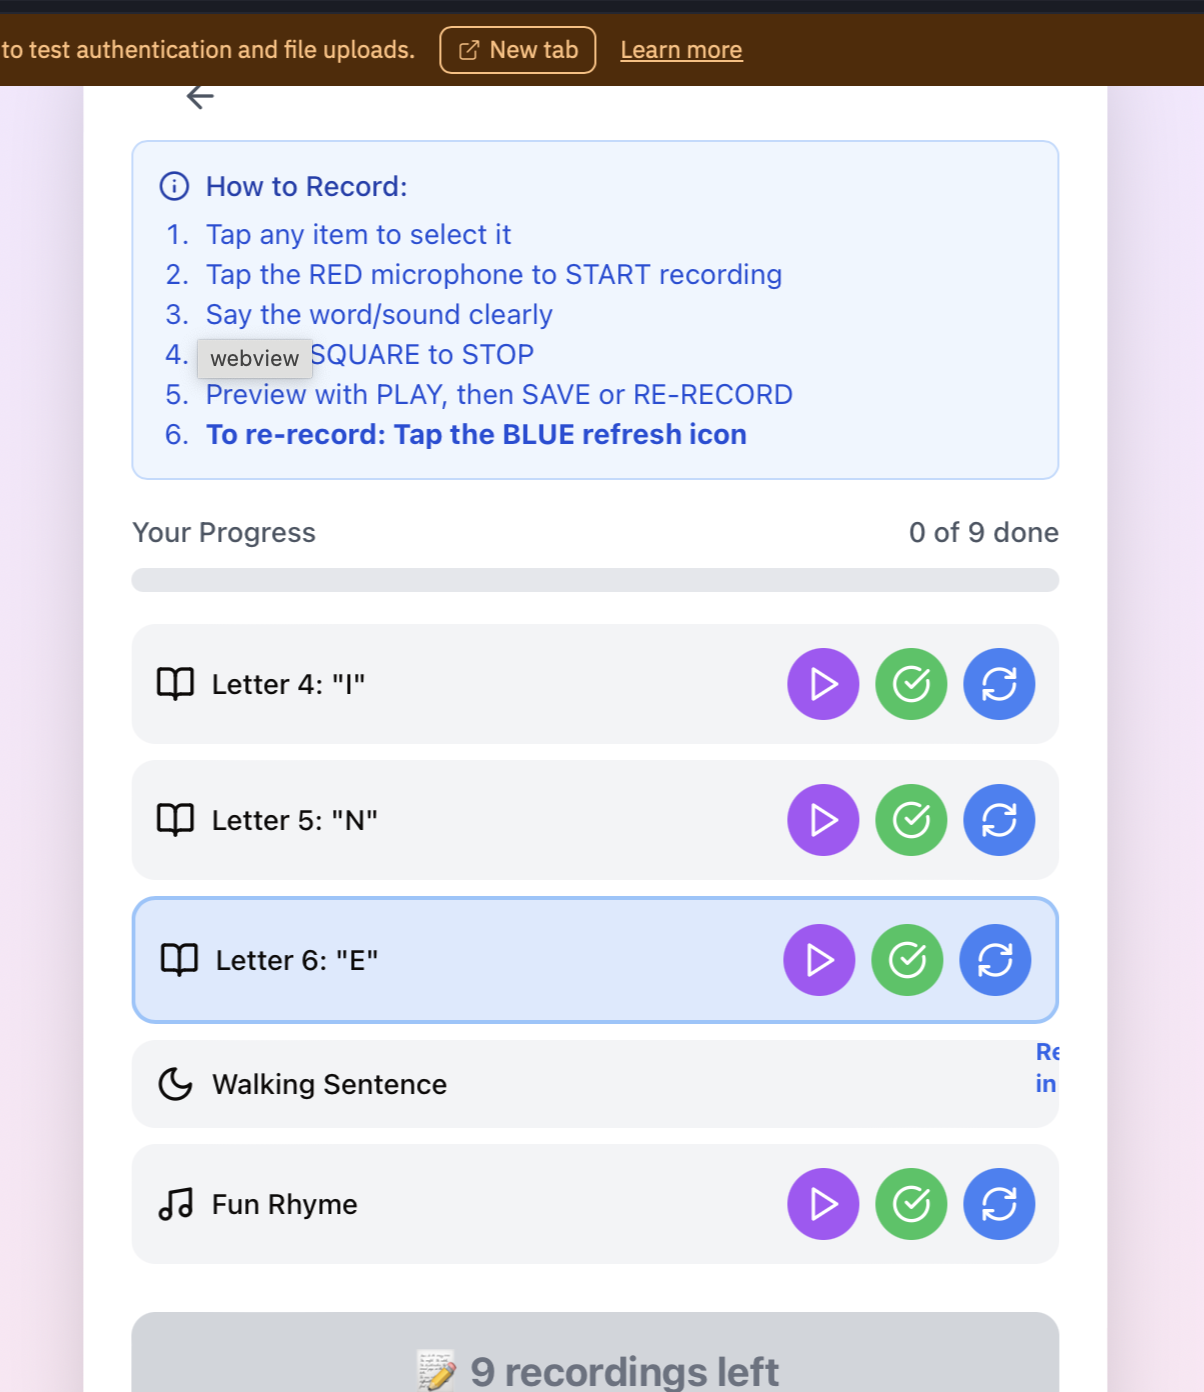 to test authentication and file uploads. New tab Learn more
How to Record:
1. Tap any item to select it
2. Tap the RED microphone to START recording
3. Say the word/sound clearly
4. webview SQUARE to STOP
5. Preview with PLAY, then SAVE or RE-RECORD
6. To re-record: Tap the BLUE refresh icon
Your Progress 0 of 9 done
Letter 4: "I"
Letter 5: "N"
Letter 6: "E"
Re
in
Walking Sentence
Fun Rhyme
9 recordings left